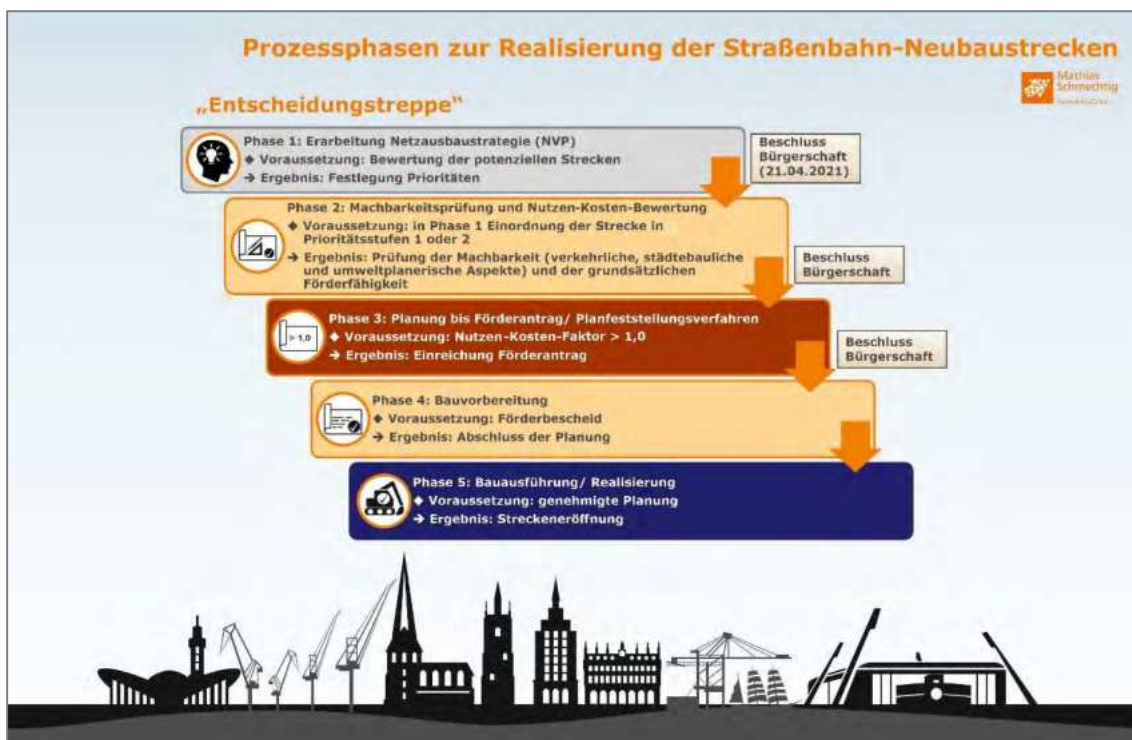 Prozessphasen zur Realisierung der Straßenbahn-Neubaustrecken
Mathias
Schmechtig
„Entscheidungstreppe“
Phase 1: Erarbeitung Netzausbaustrategie (NVP)
◆ Voraussetzung: Bewertung der potenziellen Strecken
→ Ergebnis: Festlegung Prioritäten
Beschluss
Bürgerschaft
(21.04.2021)
Phase 2: Machbarkeitsprüfung und Nutzen-Kosten-Bewertung
◆ Voraussetzung: in Phase 1 Einordnung der Strecke in
Prioritätsstufen 1 oder 2
→ Ergebnis: Prüfung der Machbarkeit (verkehrliche, städtebauliche
und umweltplanerische Aspekte) und der grundsätzlichen
Förderfähigkeit
Beschluss
Bürgerschaft
> 1,0
Phase 3: Planung bis Förderantrag/ Planfeststellungsverfahren
◆ Voraussetzung: Nutzen-Kosten-Faktor > 1,0
→ Ergebnis: Einreichung Förderantrag
Beschluss
Bürgerschaft
Phase 4: Bauvorbereitung
◆ Voraussetzung: Förderbescheid
→ Ergebnis: Abschluss der Planung
Phase 5: Bauausführung/ Realisierung
◆ Voraussetzung: genehmigte Planung
→ Ergebnis: Streckeneröffnung